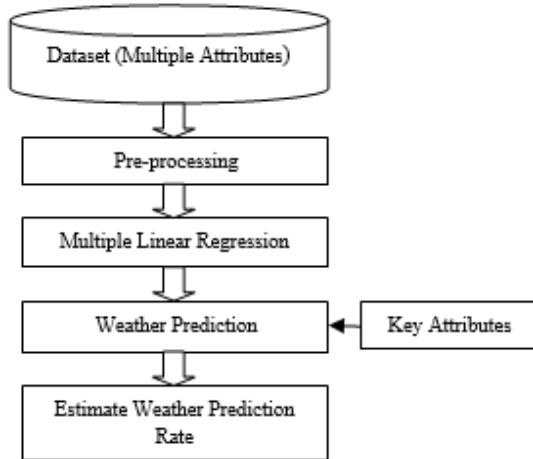 Dataset (Multiple Attributes)
Pre-processing
Multiple Linear Regression
Weather Prediction
Key Attributes
Estimate Weather Prediction
Rate